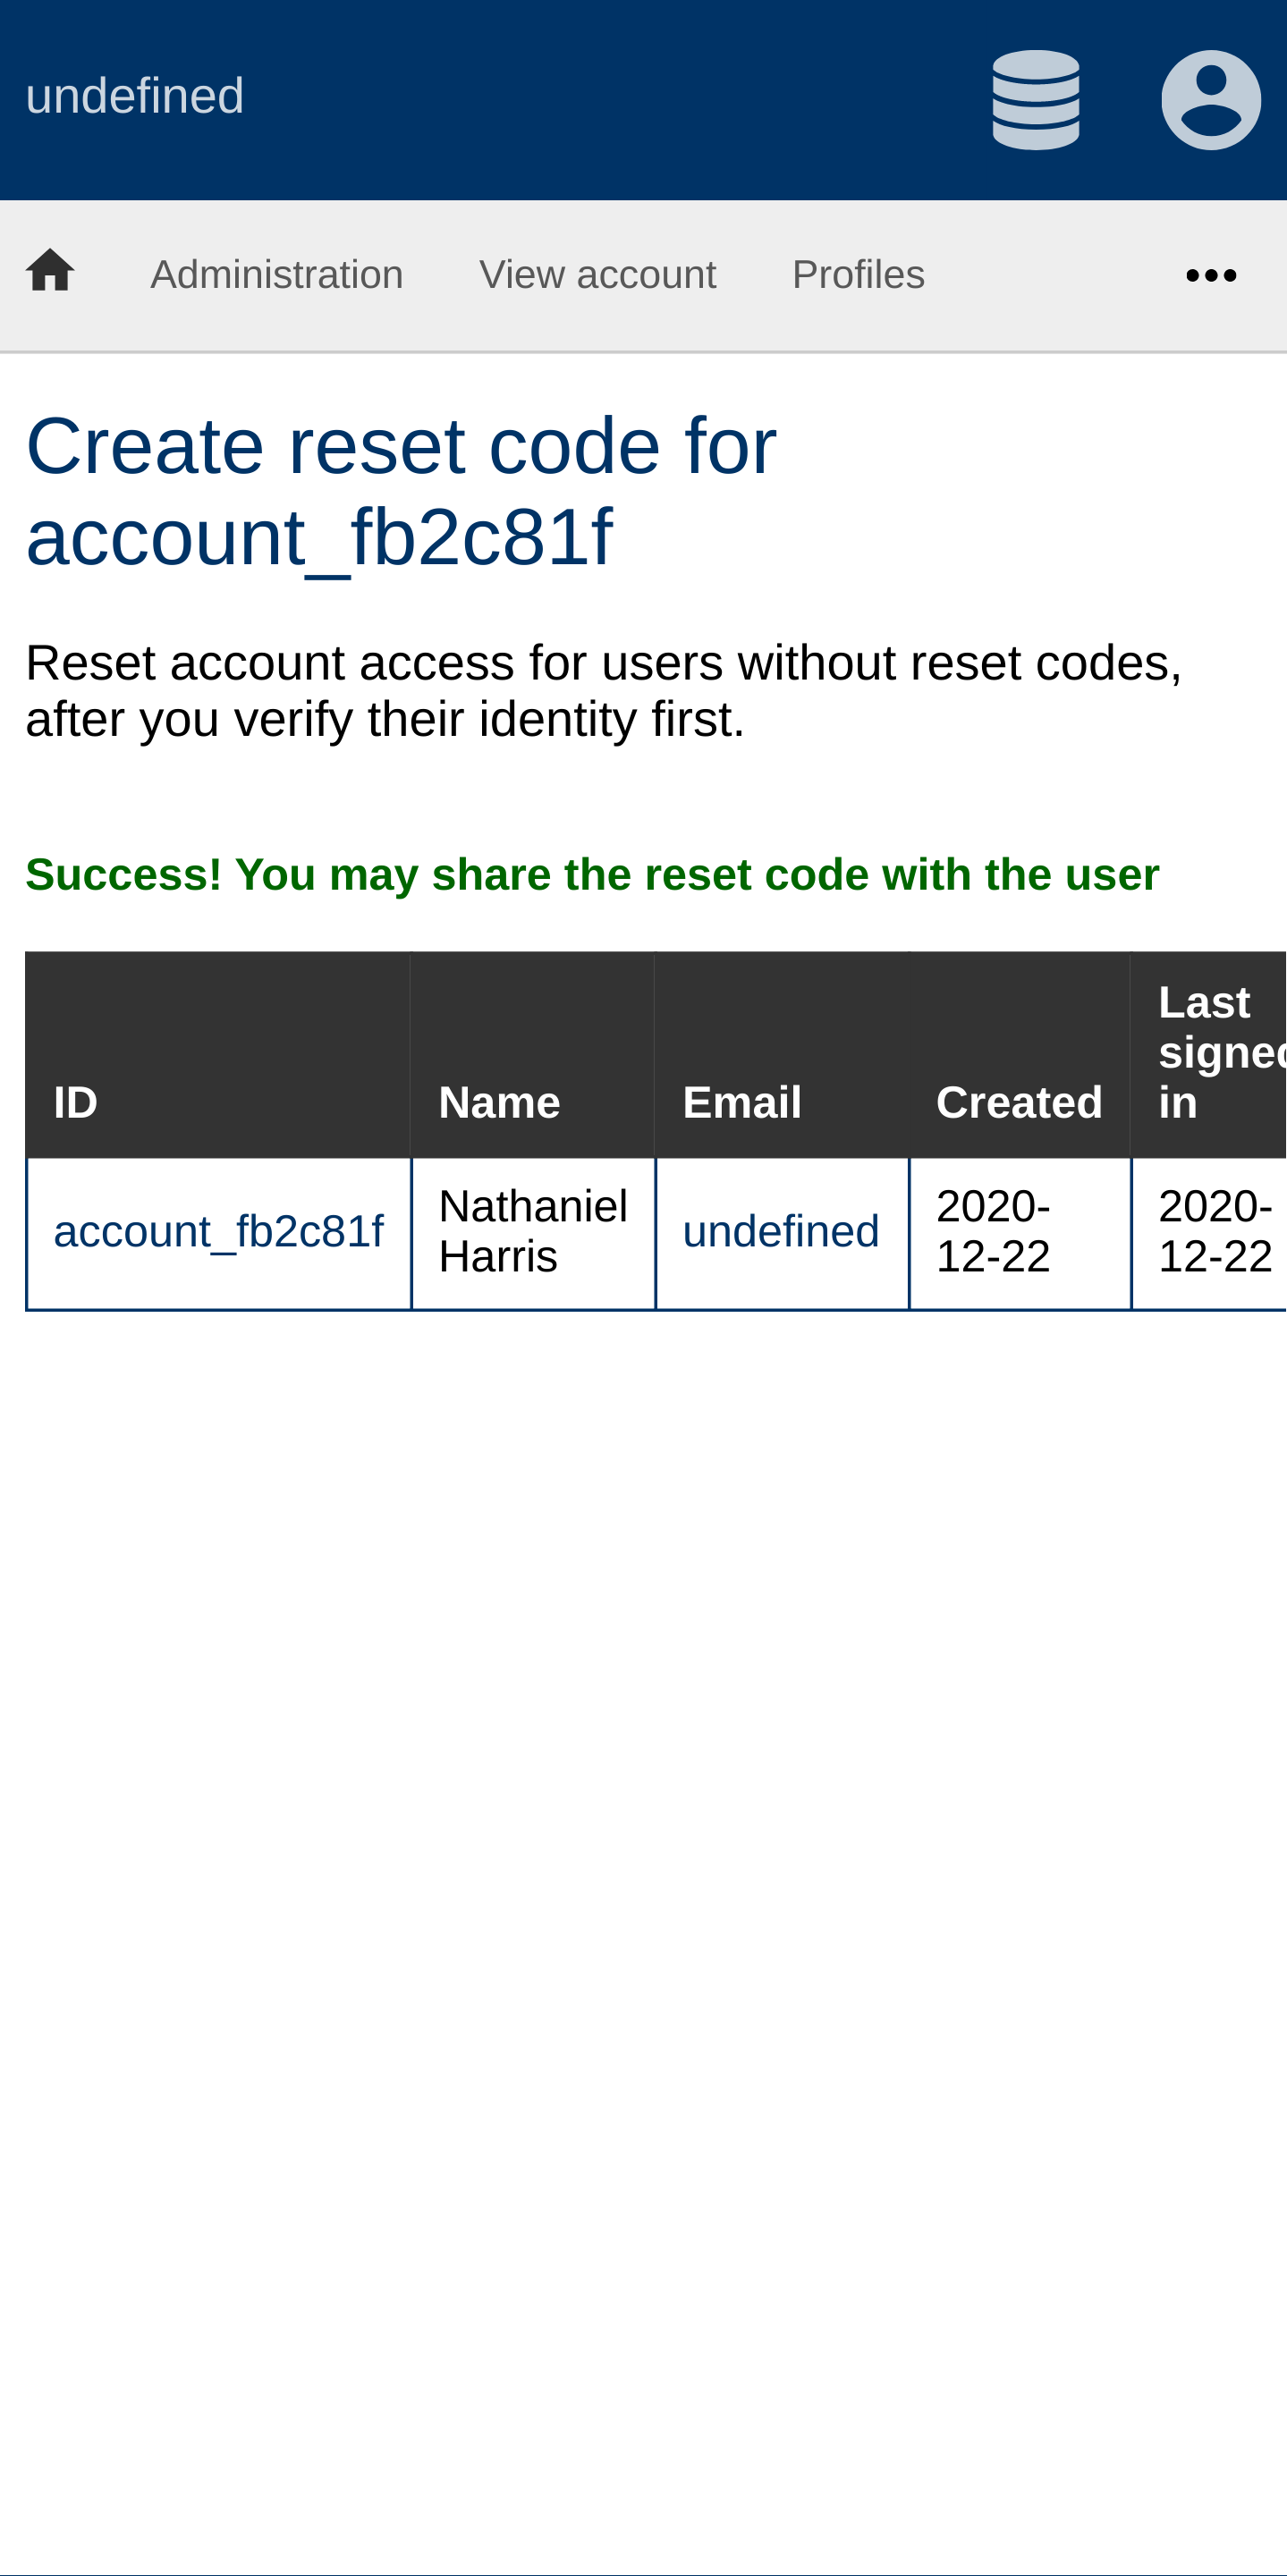 undefined
Administration View account Profiles
Create reset code for
account_fb2c81f
Reset account access for users without reset codes,
after you verify their identity first.
Success! You may share the reset code with the user
ID Name Email Created Last signed in
account_fb2c81f Nathaniel Harris undefined 2020-12-22 2020-12-22